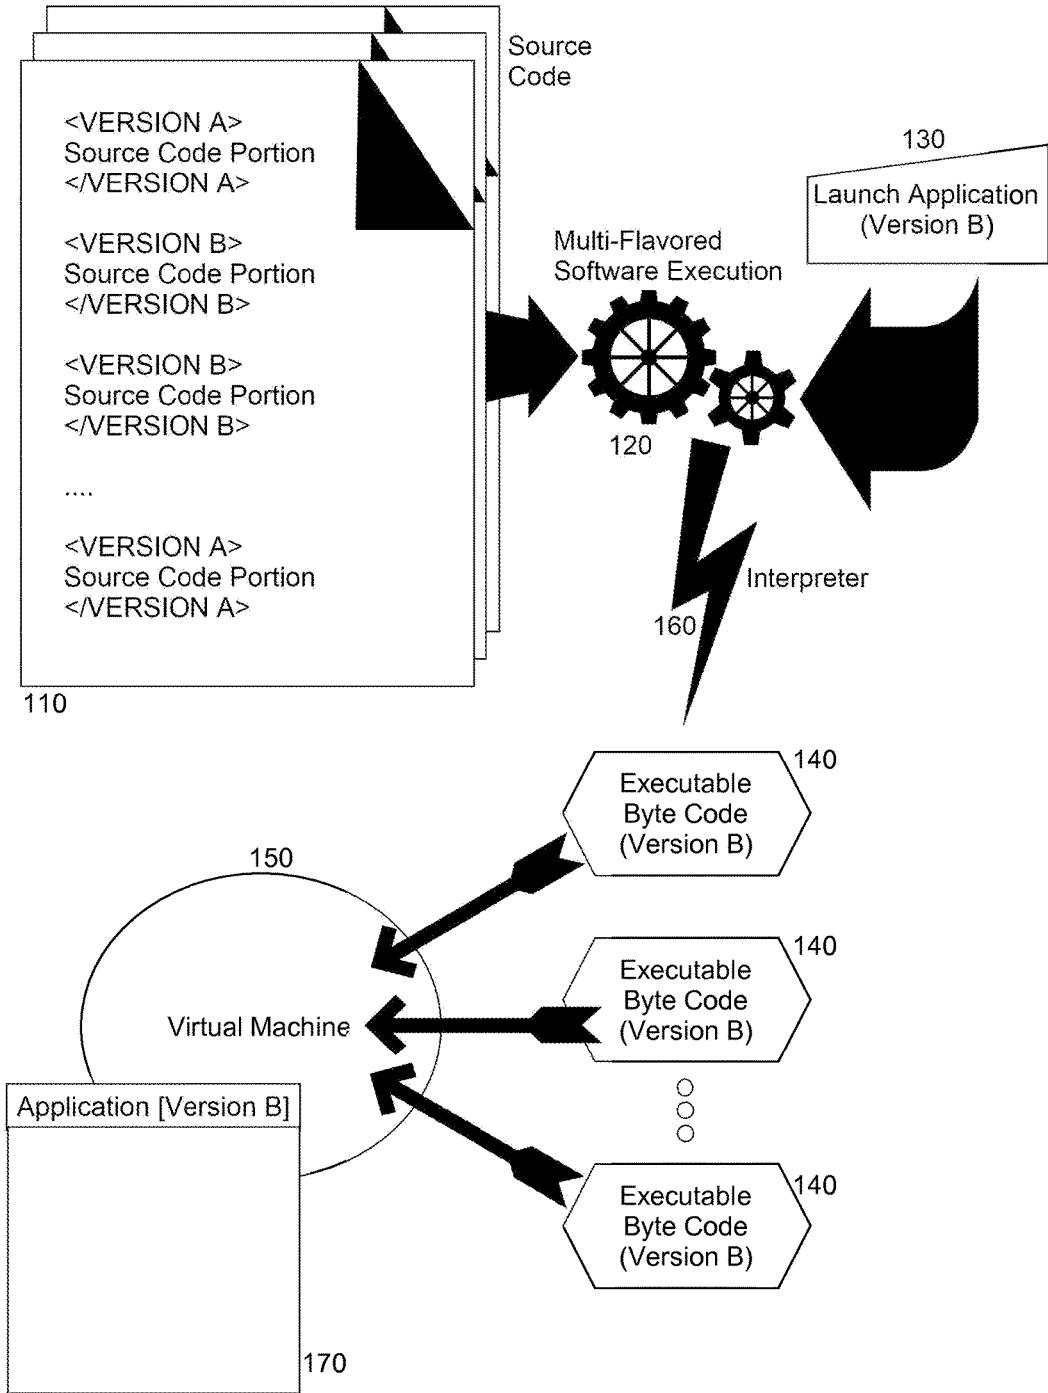 Source
Code
<VERSION A>
Source Code Portion
</VERSION A>
<VERSION B>
Source Code Portion
</VERSION B>
<VERSION B>
Source Code Portion
</VERSION B>
....
<VERSION A>
Source Code Portion
</VERSION A>
110
130
Launch Application
(Version B)
Multi-Flavored
Software Execution
120
Interpreter
160
140
Executable
Byte Code
(Version B)
150
140
Executable
Byte Code
(Version B)
Virtual Machine
Application [Version B]
140
Executable
Byte Code
(Version B)
170